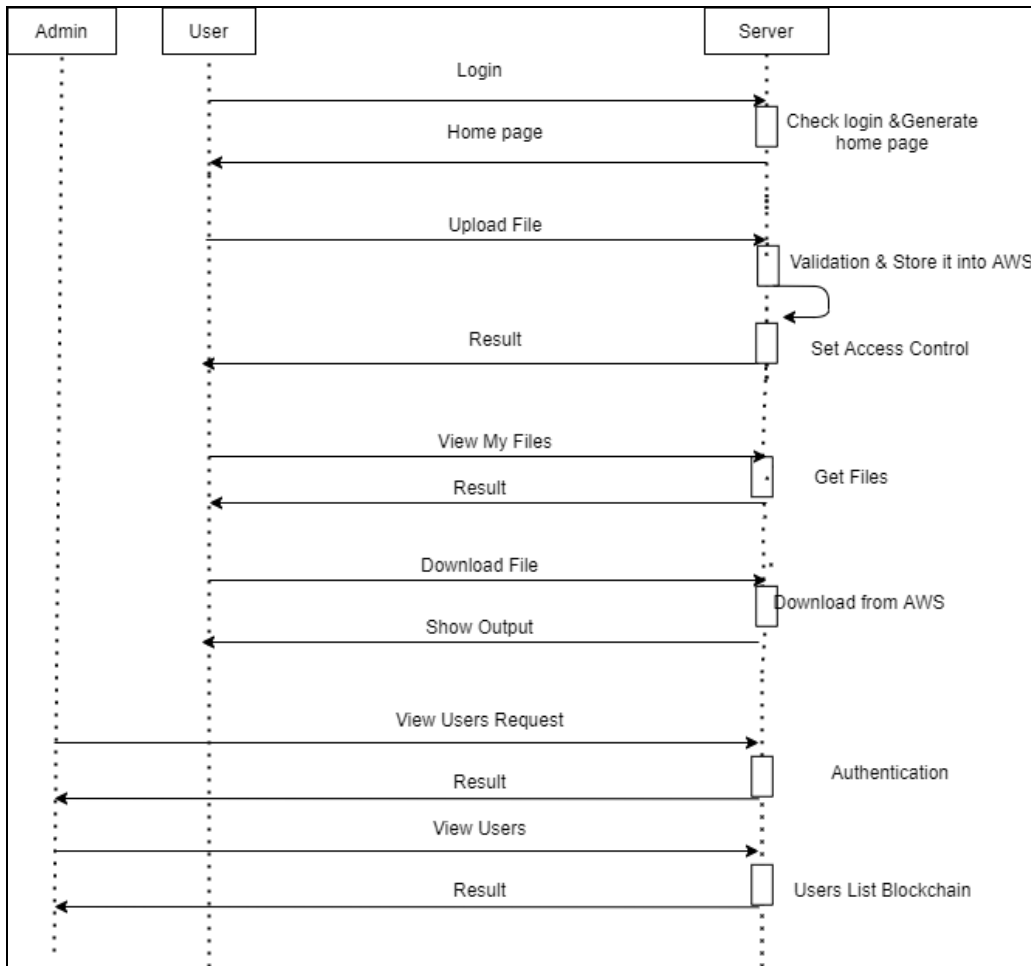 Admin
User
Server
Login
Check login &Generate
home page
Home page
Upload File
Validation & Store it into AWS
Result
Set Access Control
View My Files
Get Files
Result
Download File
Download from AWS
Show Output
View Users Request
Authentication
Result
View Users
Users List Blockchain
Result